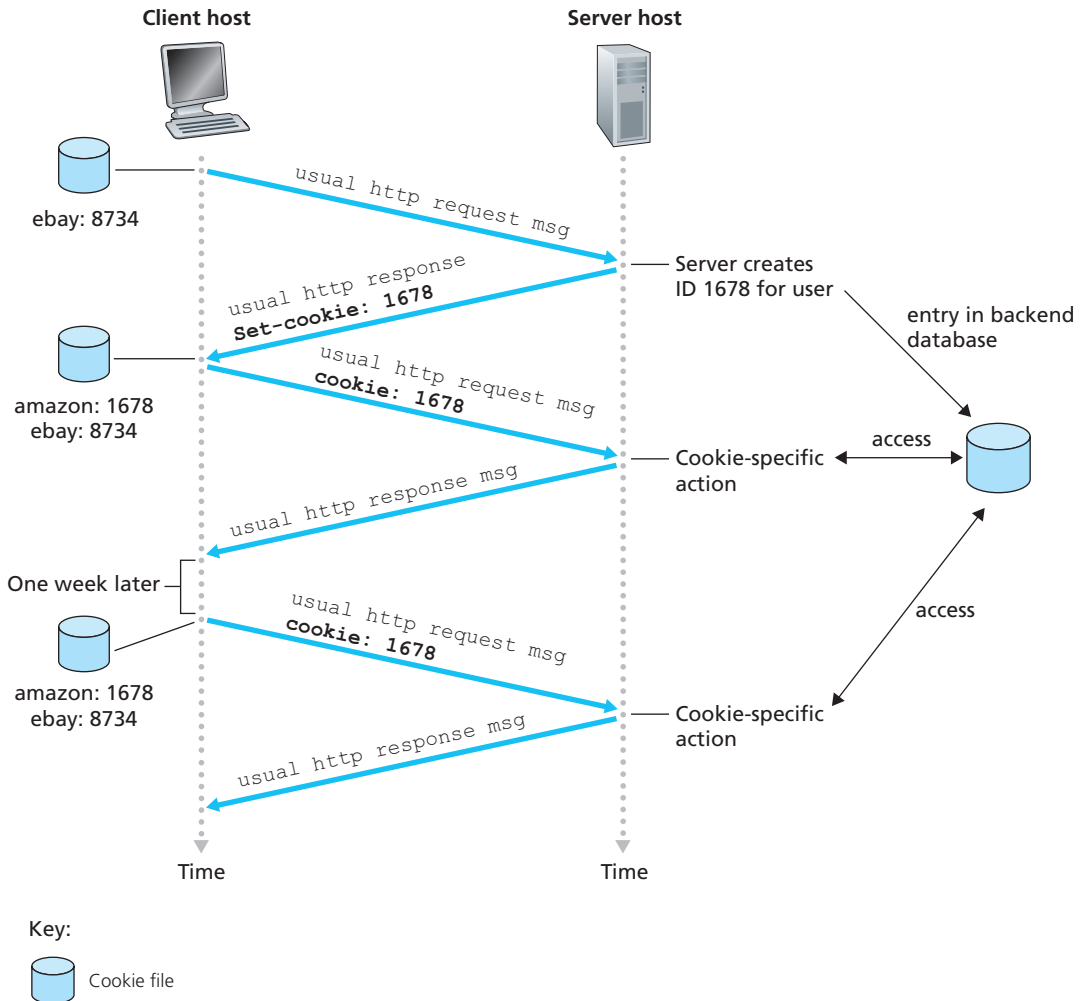 Client host
Server host
ebay: 8734
usual http request msg
Server creates
ID 1678 for user
usual http response
Set-cookie: 1678
entry in backend
database
amazon: 1678
ebay: 8734
usual http request msg
cookie: 1678
Cookie-specific
action
access
usual http response msg
One week later
amazon: 1678
ebay: 8734
usual http request msg
cookie: 1678
access
Cookie-specific
action
usual http response msg
Time
Time
Key:
Cookie file